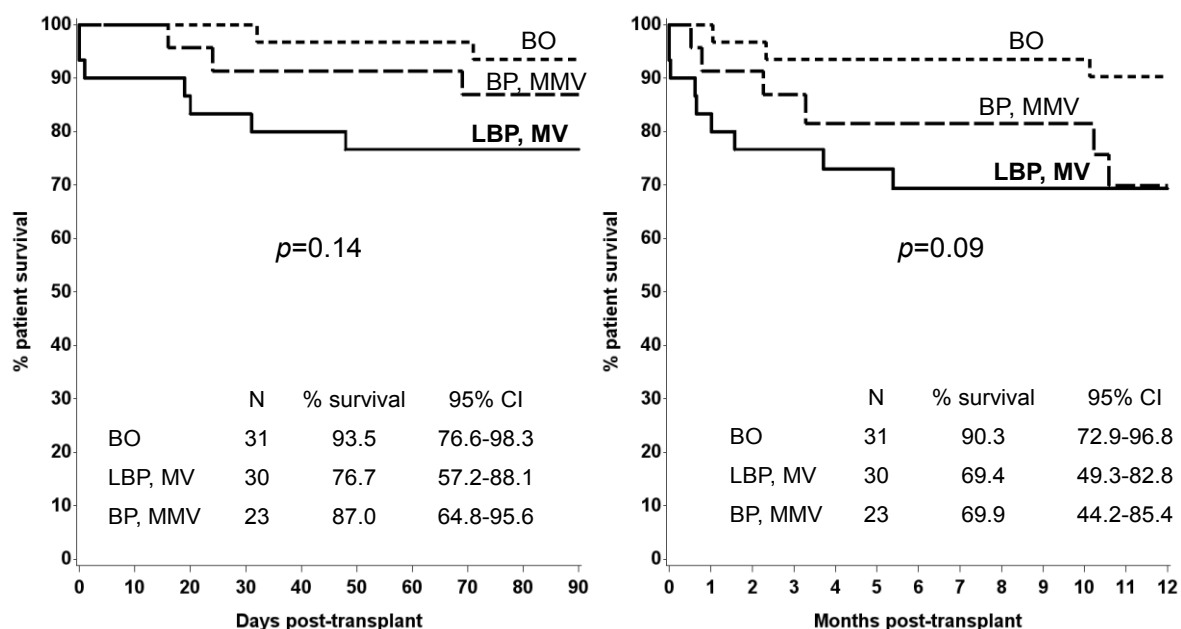 % patient survival
100
90
80
70
60
50
40
30
20
10
0
BO
BP, MMV
LBP, MV
p=0.14
N % survival 95% CI
BO 31 93.5 76.6-98.3
LBP, MV 30 76.7 57.2-88.1
BP, MMV 23 87.0 64.8-95.6
0 10 20 30 40 50 60 70 80 90
Days post-transplant
% patient survival
100
90
80
70
60
50
40
30
20
10
0
BO
BP, MMV
LBP, MV
p=0.09
N % survival 95% CI
BO 31 90.3 72.9-96.8
LBP, MV 30 69.4 49.3-82.8
BP, MMV 23 69.9 44.2-85.4
0 1 2 3 4 5 6 7 8 9 10 11 12
Months post-transplant